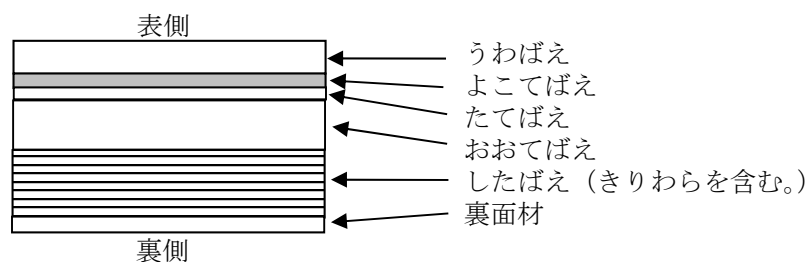 表側
うわばえ
よこてばえ
たてばえ
おおてばえ
したばえ（きりわらを含む。）
裏面材
裏側